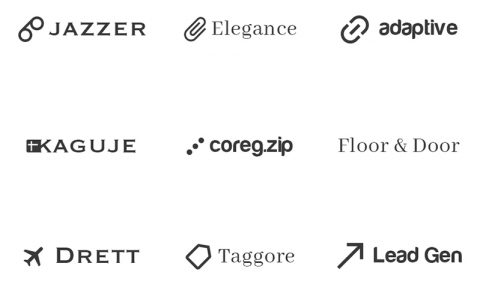 JAZZER
Elegance
adaptive
KAGUJE
coreg.zip
Floor & Door
DRETT
Taggore
Lead Gen